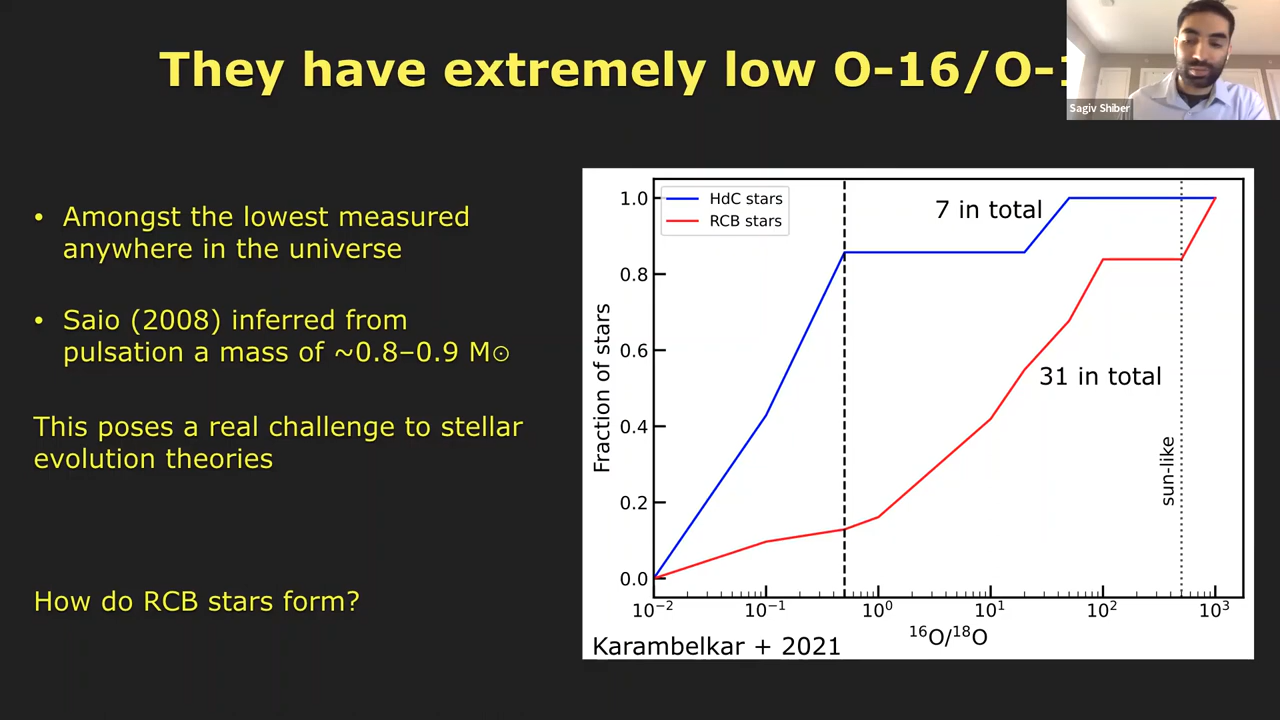 They have extremely low O-16/O-1
Sagiv Shiber
• Amongst the lowest measured
anywhere in the universe
• Saio (2008) inferred from
pulsation a mass of ~0.8–0.9 M☉
This poses a real challenge to stellar
evolution theories
How do RCB stars form?
HdC stars
RCB stars
7 in total
31 in total
sun-like
Fraction of stars
1.0
0.8
0.6
0.4
0.2
0.0
10⁻² 10⁻¹ 10⁰ 10¹ 10² 10³
¹⁶O/¹⁸O
Karambelkar + 2021